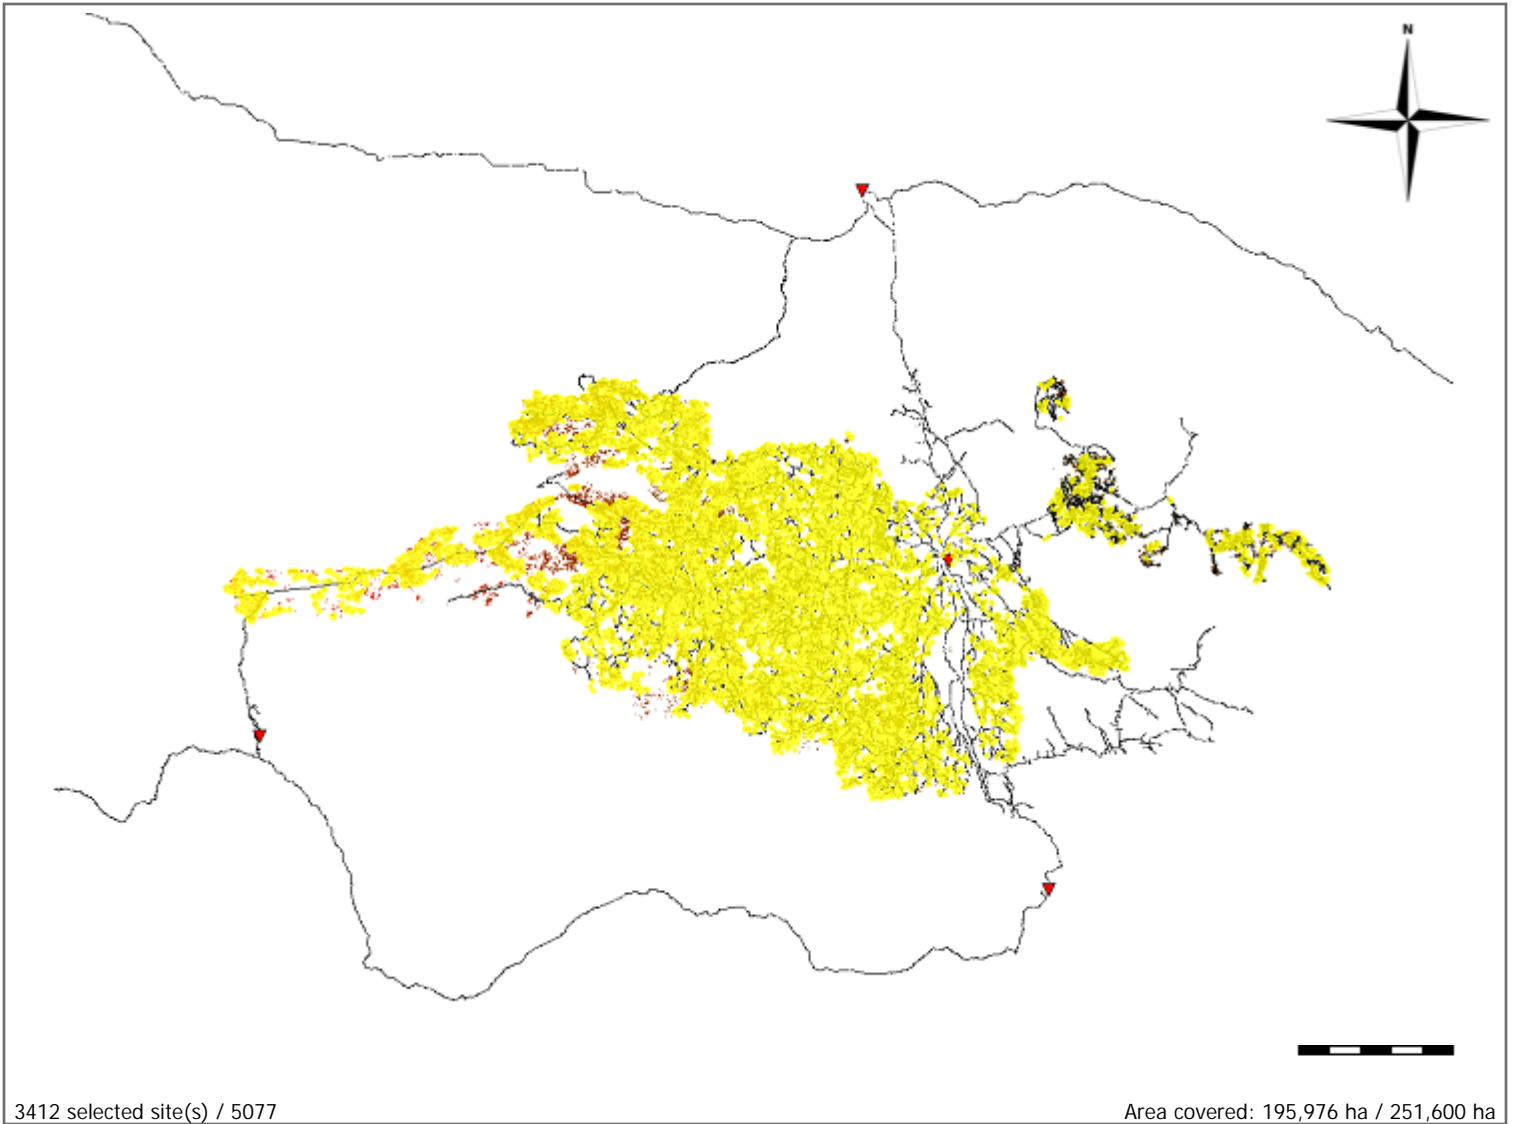 N
3412 selected site(s) / 5077
Area covered: 195,976 ha / 251,600 ha